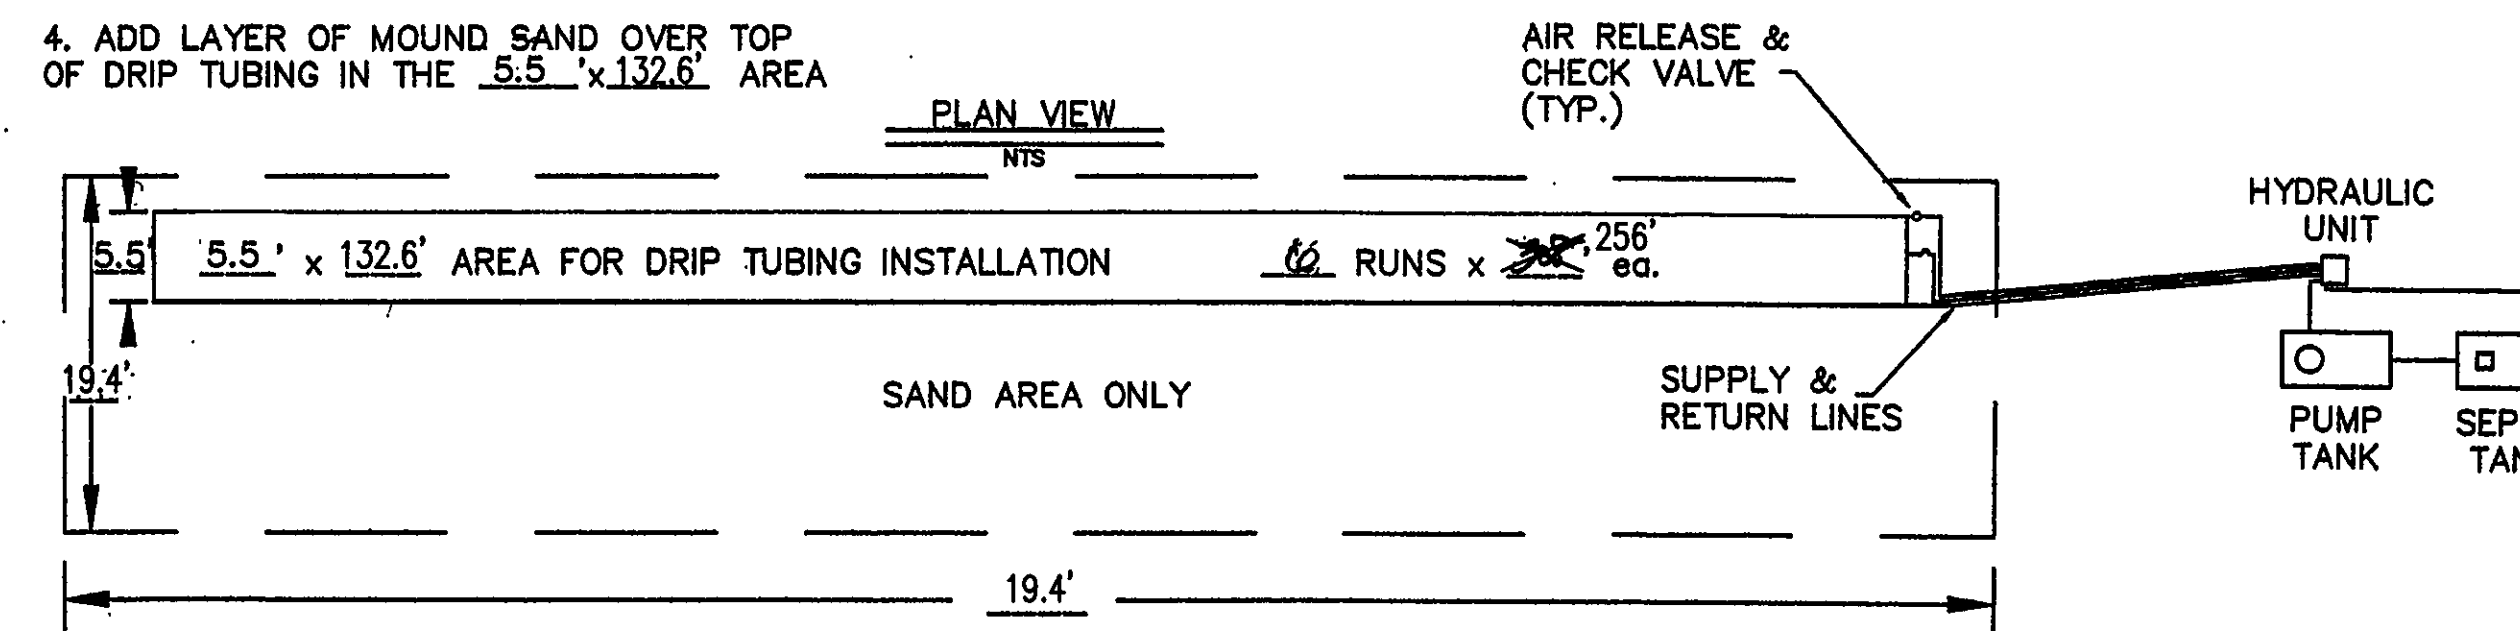 4. ADD LAYER OF MOUND SAND OVER TOP
OF DRIP TUBING IN THE 5.5 'x 132.6' AREA
PLAN VIEW
NTS
AIR RELEASE &
CHECK VALVE
(TYP.)
HYDRAULIC
UNIT
5.5'
5.5 ' x 132.6' AREA FOR DRIP TUBING INSTALLATION
RUNS x 256'
ea.
19.4'
SAND AREA ONLY
SUPPLY &
RETURN LINES
PUMP
TANK
SEP
TAN
19.4'